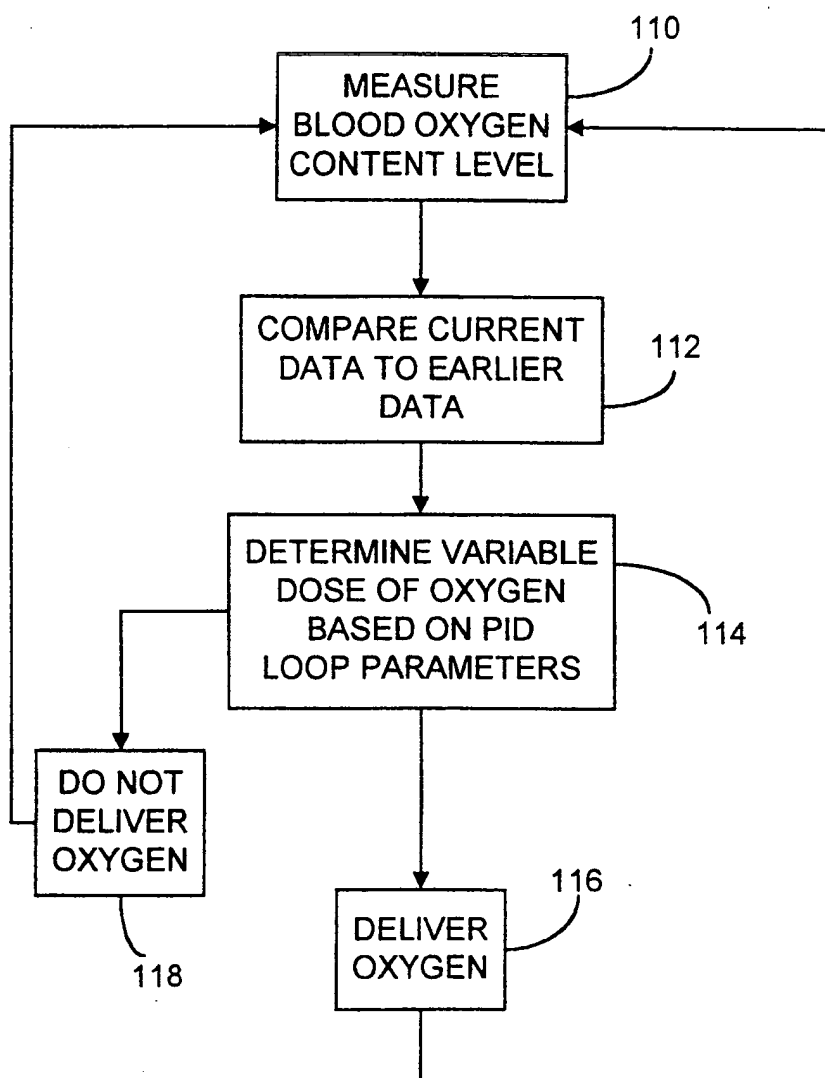 110
MEASURE
BLOOD OXYGEN
CONTENT LEVEL
COMPARE CURRENT
DATA TO EARLIER
DATA
112
DETERMINE VARIABLE
DOSE OF OXYGEN
BASED ON PID
LOOP PARAMETERS
114
DO NOT
DELIVER
OXYGEN
118
DELIVER
OXYGEN
116